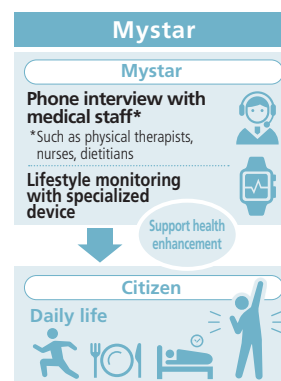 Mystar
Mystar
Phone interview with
medical staff*
*Such as physical therapists,
nurses, dietitians
Lifestyle monitoring
with specialized
device
Support health
enhancement
Citizen
Daily life